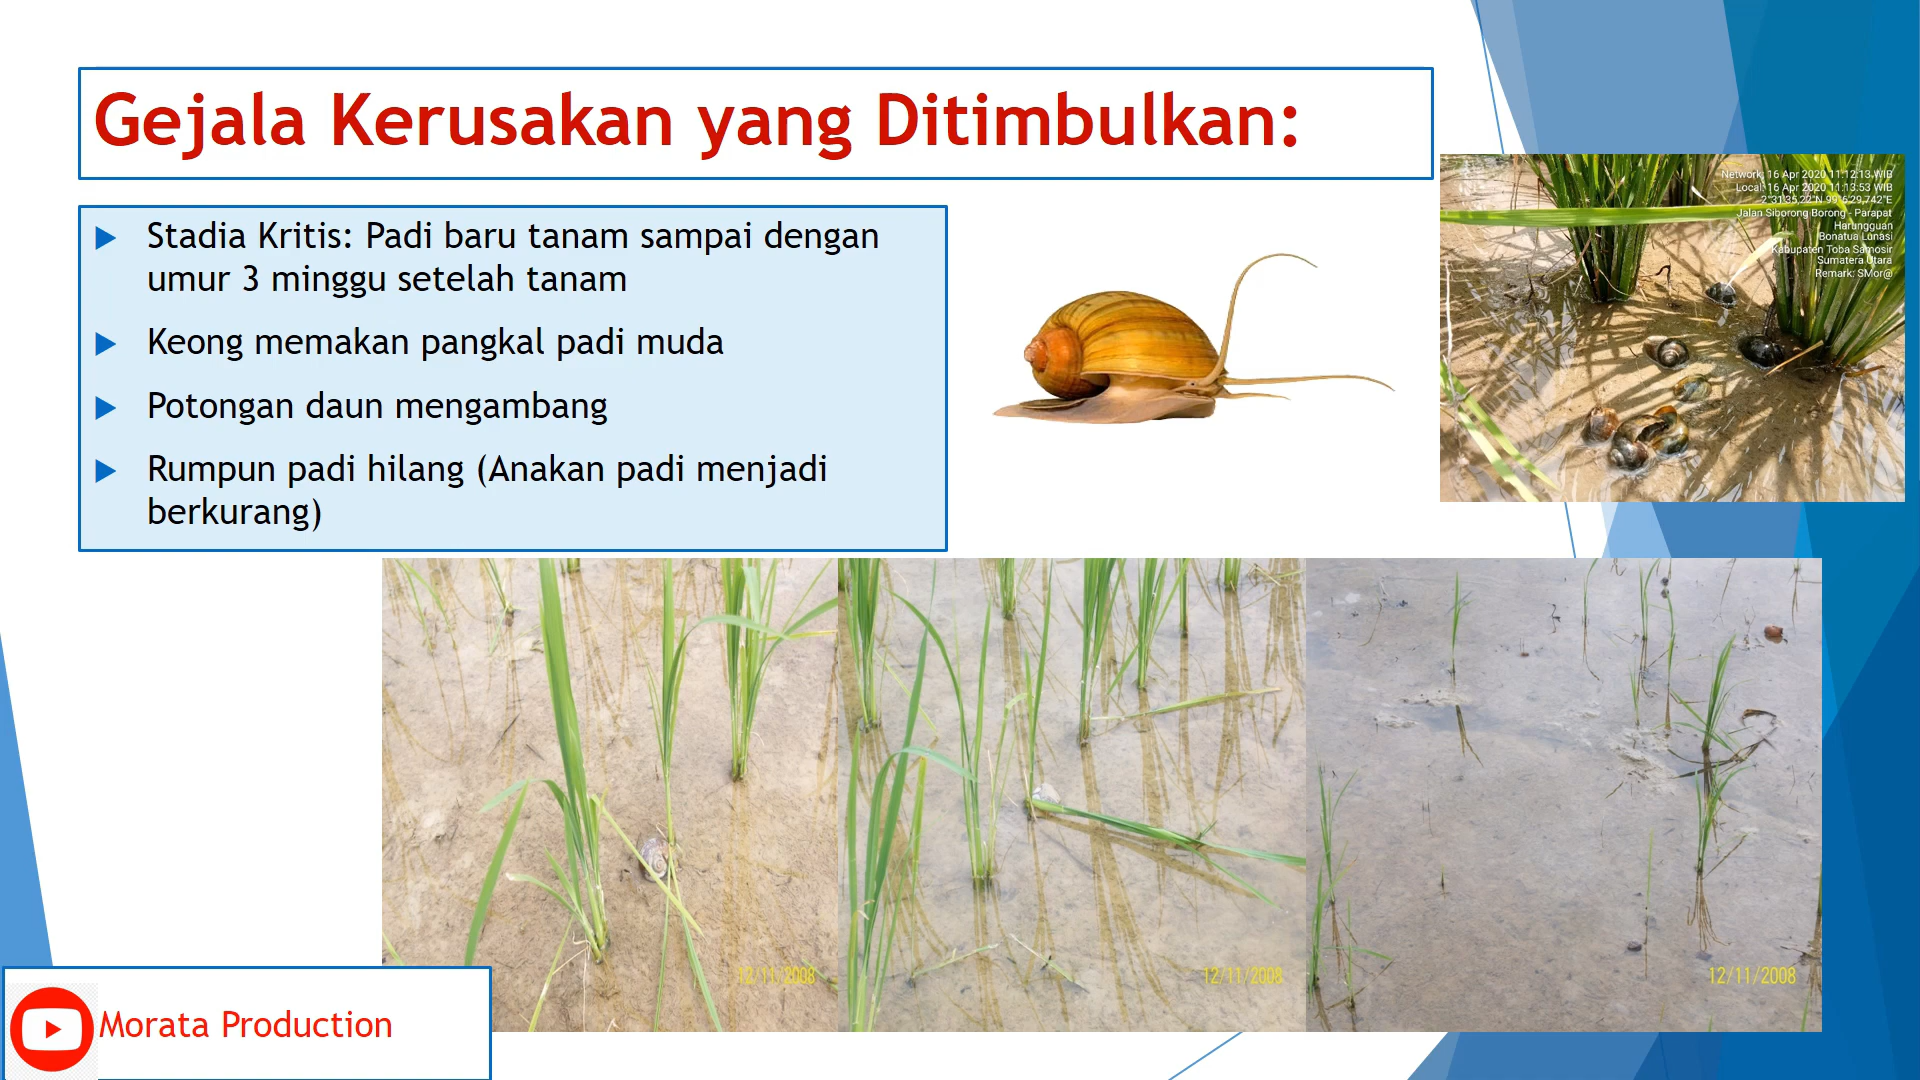 Gejala Kerusakan yang Ditimbulkan:
Stadia Kritis: Padi baru tanam sampai dengan
umur 3 minggu setelah tanam
Keong memakan pangkal padi muda
Potongan daun mengambang
Rumpun padi hilang (Anakan padi menjadi
berkurang)
Network: 16 Apr 2020 11:12:13 WIB
Local: 16 Apr 2020 11:13:53 WIB
2°31'35,22"N 99°6'29,742"E
Jalan Siborong Borong - Parapat
Harungguan
Bonatua Lunasi
Kabupaten Toba Samosir
Sumatera Utara
Remark: SMor@
12/11/2008
12/11/2008
12/11/2008
Morata Production